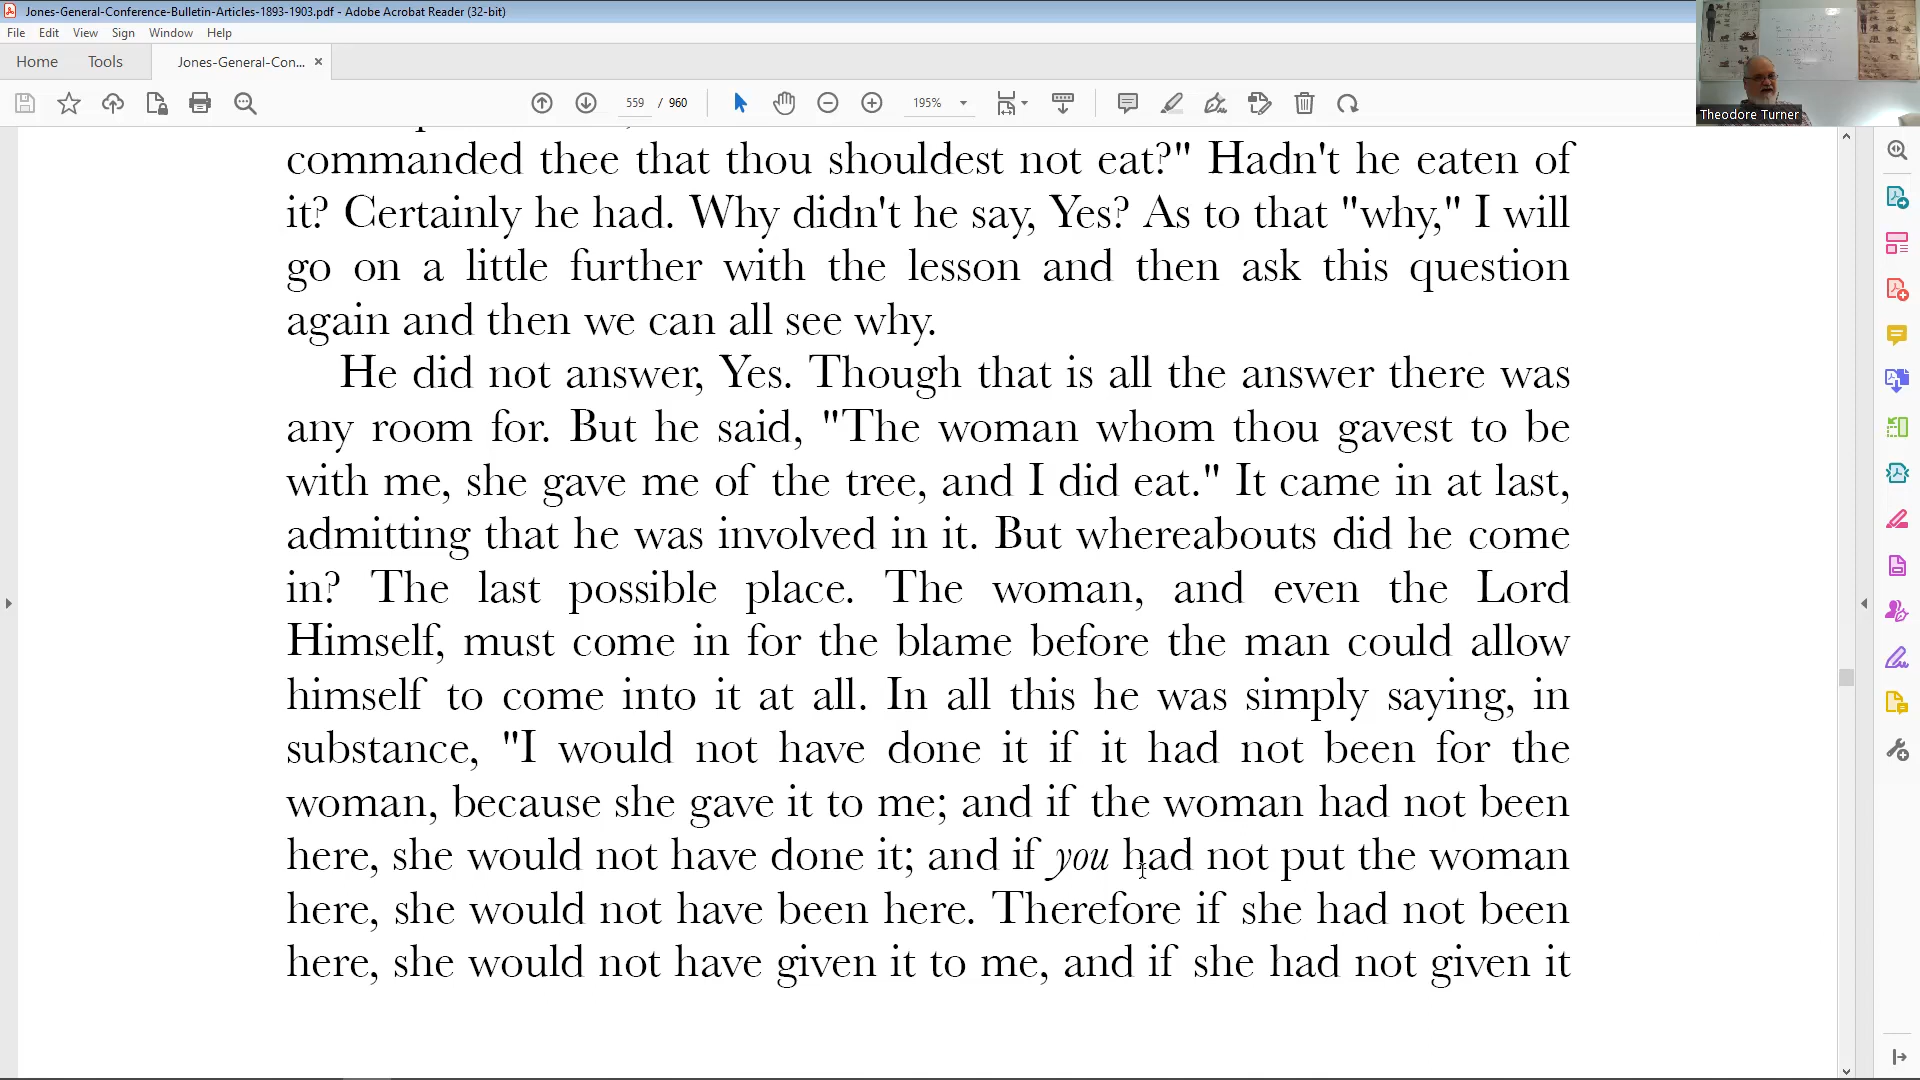 Jones-General-Conference-Bulletin-Articles-1893-1903.pdf - Adobe Acrobat Reader (32-bit)
File Edit View Sign Window Help
Home Tools Jones-General-Con... ×
559 / 960 195%
Theodore Turner
commanded thee that thou shouldest not eat?" Hadn't he eaten of
it? Certainly he had. Why didn't he say, Yes? As to that "why," I will
go on a little further with the lesson and then ask this question
again and then we can all see why.
He did not answer, Yes. Though that is all the answer there was
any room for. But he said, "The woman whom thou gavest to be
with me, she gave me of the tree, and I did eat." It came in at last,
admitting that he was involved in it. But whereabouts did he come
in? The last possible place. The woman, and even the Lord
Himself, must come in for the blame before the man could allow
himself to come into it at all. In all this he was simply saying, in
substance, "I would not have done it if it had not been for the
woman, because she gave it to me; and if the woman had not been
here, she would not have done it; and if you had not put the woman
here, she would not have been here. Therefore if she had not been
here, she would not have given it to me, and if she had not given it